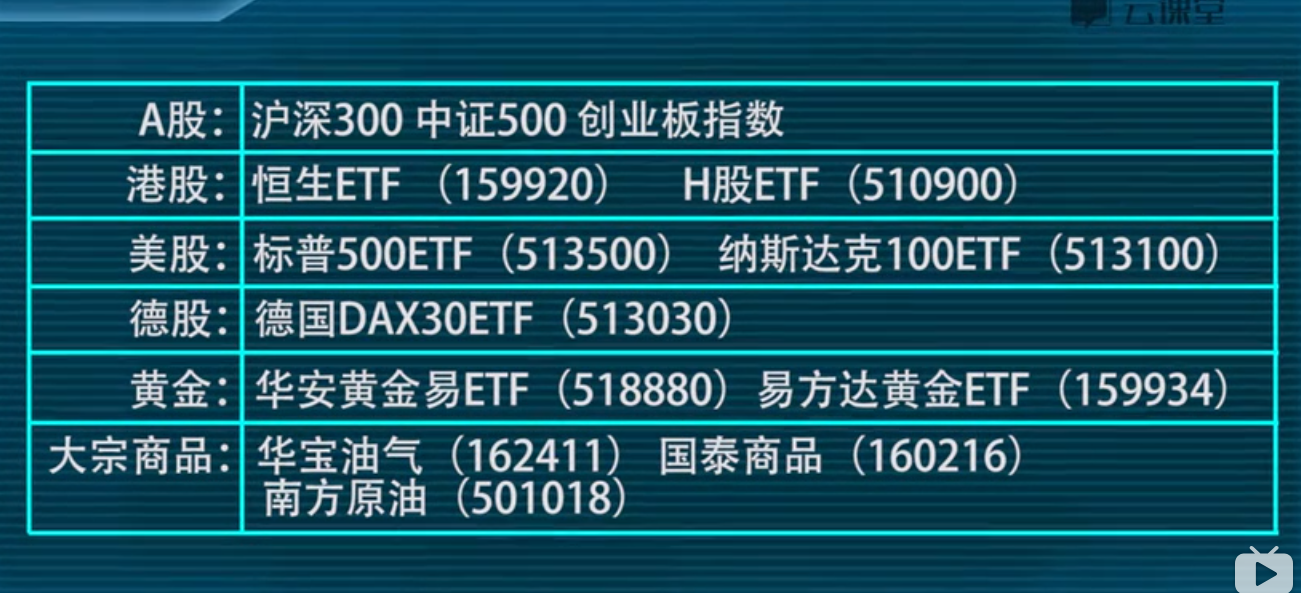 云课堂
A股： 沪深300 中证500 创业板指数
港股： 恒生ETF （159920） H股ETF（510900）
美股： 标普500ETF（513500） 纳斯达克100ETF（513100）
德股： 德国DAX30ETF（513030）
黄金： 华安黄金易ETF（518880）易方达黄金ETF（159934）
大宗商品： 华宝油气（162411） 国泰商品（160216）
南方原油（501018）